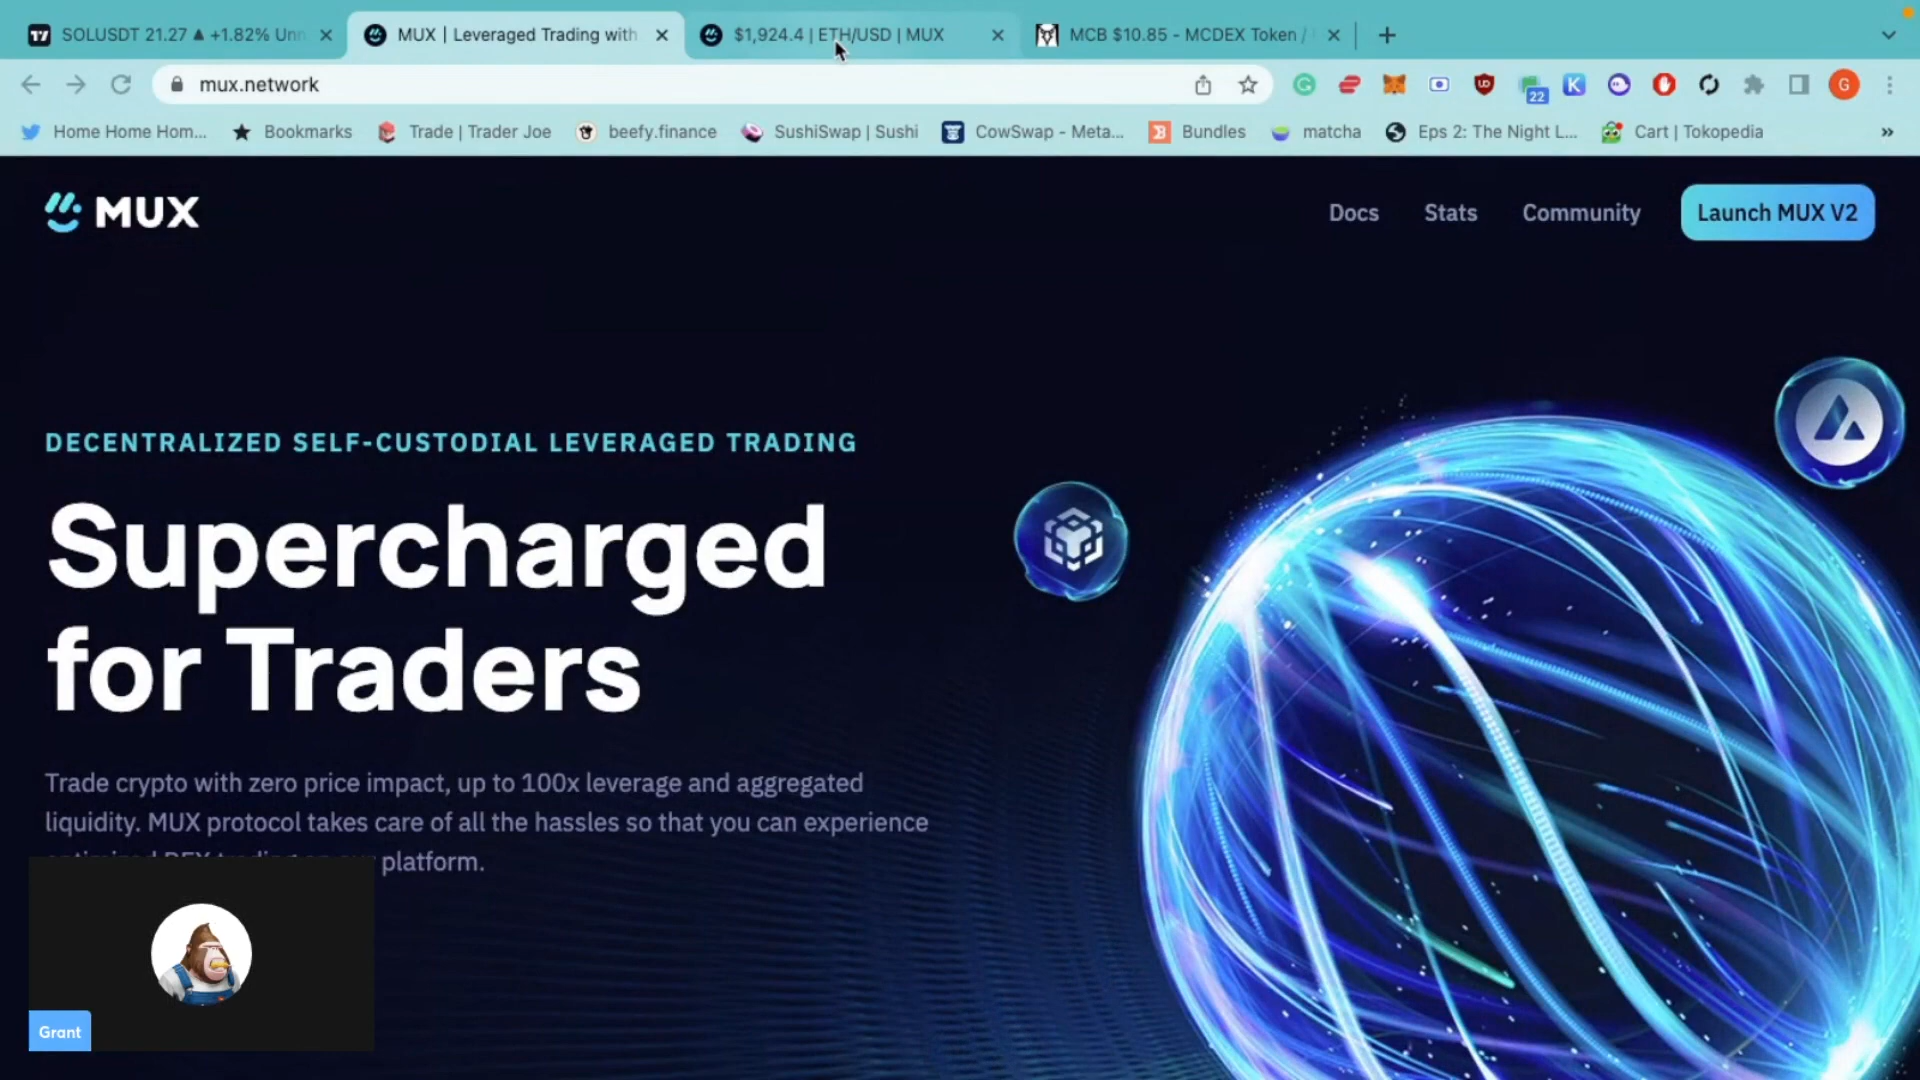 SOLUSDT 21.27 ▲ +1.82% Unn
MUX | Leveraged Trading with
$1,924.4 | ETH/USD | MUX
MCB $10.85 - MCDEX Token /
mux.network
22
K
G
Home Home Hom...
Bookmarks
Trade | Trader Joe
beefy.finance
SushiSwap | Sushi
CowSwap - Meta...
Bundles
matcha
Eps 2: The Night L...
Cart | Tokopedia
MUX
Docs
Stats
Community
Launch MUX V2
DECENTRALIZED SELF-CUSTODIAL LEVERAGED TRADING
Supercharged
for Traders
Trade crypto with zero price impact, up to 100x leverage and aggregated
liquidity. MUX protocol takes care of all the hassles so that you can experience
platform.
Grant